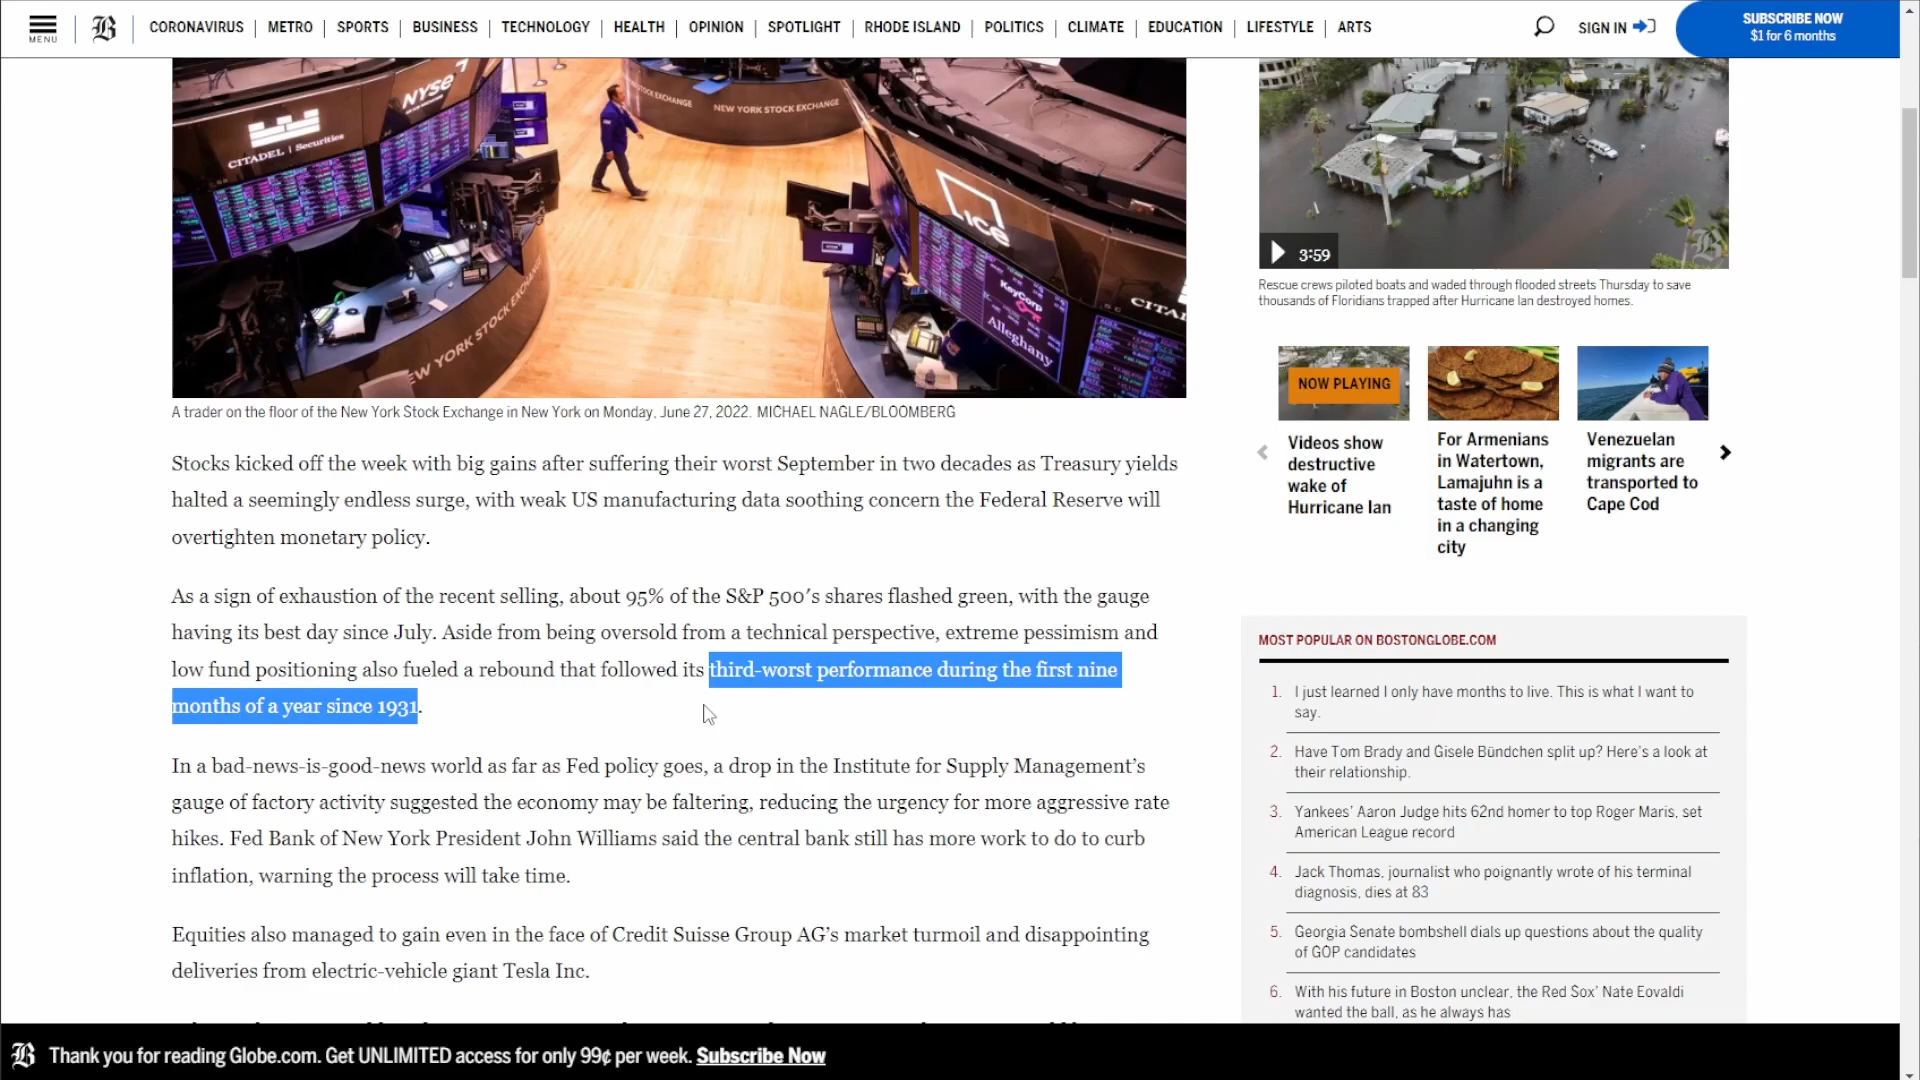 MENU
B
CORONAVIRUS
METRO
SPORTS
BUSINESS
TECHNOLOGY
HEALTH
OPINION
SPOTLIGHT
RHODE ISLAND
POLITICS
CLIMATE
EDUCATION
LIFESTYLE
ARTS
SIGN IN
SUBSCRIBE NOW
$1 for 6 months
NYSE
CITADEL | Securities
STOCK EXCHANGE
NEW YORK STOCK EXCHANGE
ICE
KeyCorp
Alleghany
CITA
EW YORK STOCK EXCHANGE
A trader on the floor of the New York Stock Exchange in New York on Monday, June 27, 2022. MICHAEL NAGLE/BLOOMBERG
Stocks kicked off the week with big gains after suffering their worst September in two decades as Treasury yields
halted a seemingly endless surge, with weak US manufacturing data soothing concern the Federal Reserve will
overtighten monetary policy.
As a sign of exhaustion of the recent selling, about 95% of the S&P 500’s shares flashed green, with the gauge
having its best day since July. Aside from being oversold from a technical perspective, extreme pessimism and
low fund positioning also fueled a rebound that followed its third-worst performance during the first nine
months of a year since 1931.
In a bad-news-is-good-news world as far as Fed policy goes, a drop in the Institute for Supply Management’s
gauge of factory activity suggested the economy may be faltering, reducing the urgency for more aggressive rate
hikes. Fed Bank of New York President John Williams said the central bank still has more work to do to curb
inflation, warning the process will take time.
Equities also managed to gain even in the face of Credit Suisse Group AG’s market turmoil and disappointing
deliveries from electric-vehicle giant Tesla Inc.
3:59
Rescue crews piloted boats and waded through flooded streets Thursday to save
thousands of Floridians trapped after Hurricane Ian destroyed homes.
NOW PLAYING
Videos show
destructive
wake of
Hurricane Ian
For Armenians
in Watertown,
Lamajuhn is a
taste of home
in a changing
city
Venezuelan
migrants are
transported to
Cape Cod
MOST POPULAR ON BOSTONGLOBE.COM
1. I just learned I only have months to live. This is what I want to
say.
2. Have Tom Brady and Gisele Bündchen split up? Here’s a look at
their relationship.
3. Yankees’ Aaron Judge hits 62nd homer to top Roger Maris, set
American League record
4. Jack Thomas, journalist who poignantly wrote of his terminal
diagnosis, dies at 83
5. Georgia Senate bombshell dials up questions about the quality
of GOP candidates
6. With his future in Boston unclear, the Red Sox’ Nate Eovaldi
wanted the ball, as he always has
B Thank you for reading Globe.com. Get UNLIMITED access for only 99¢ per week. Subscribe Now